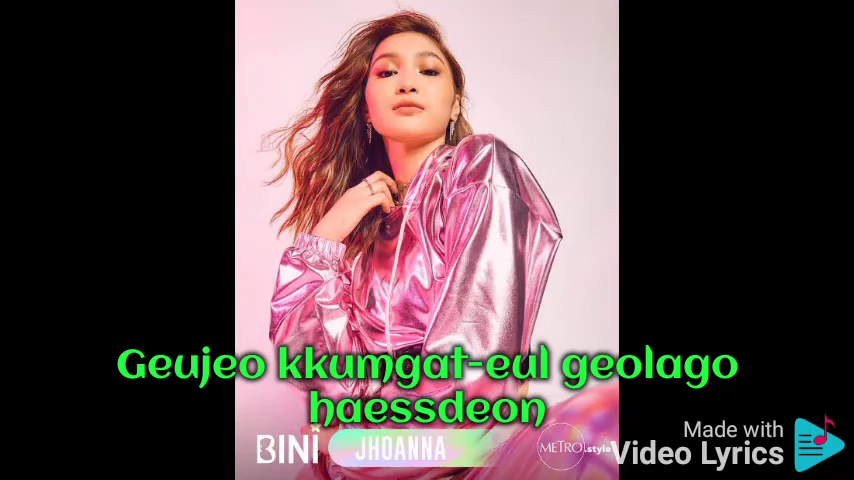 Geujeo kkumgat-eul geolago
haessdeon
BINI JHOANNA
METRO.style
Made with
Video Lyrics